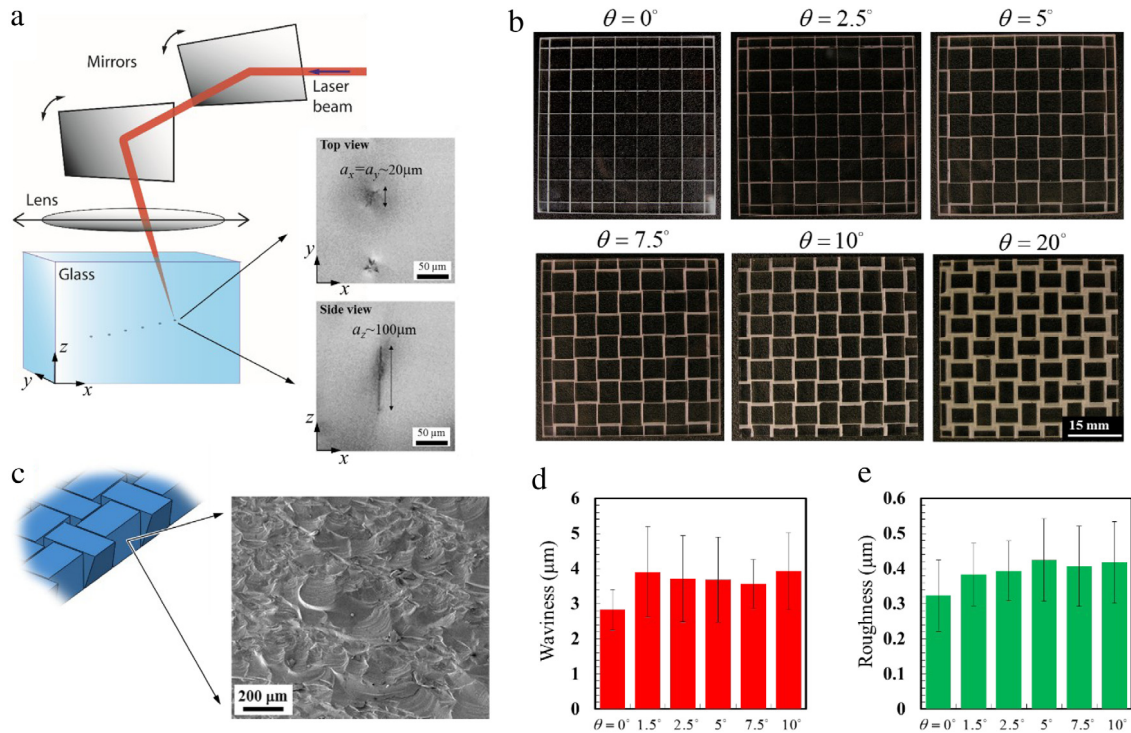 a
Mirrors
Laser
beam
Lens
Glass
z
y
x
Top view
aₓ=aᵧ~20µm
y
x
50 µm
Side view
a_z~100µm
z
x
50 µm
b
θ = 0°
θ = 2.5°
θ = 5°
θ = 7.5°
θ = 10°
θ = 20°
15 mm
c
200 µm
d
Waviness (µm)
6
5
4
3
2
1
0
θ = 0°
1.5°
2.5°
5°
7.5°
10°
e
Roughness (µm)
0.6
0.5
0.4
0.3
0.2
0.1
0
θ = 0°
1.5°
2.5°
5°
7.5°
10°